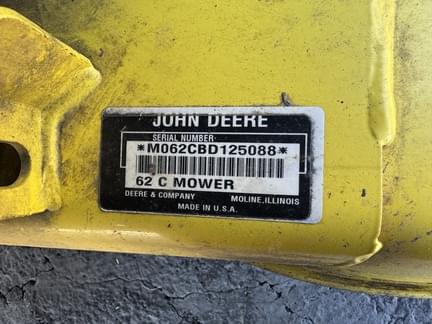 JOHN DEERE
SERIAL NUMBER
*M062CBD125088*
62 C MOWER
DEERE & COMPANY MOLINE, ILLINOIS
MADE IN U.S.A.